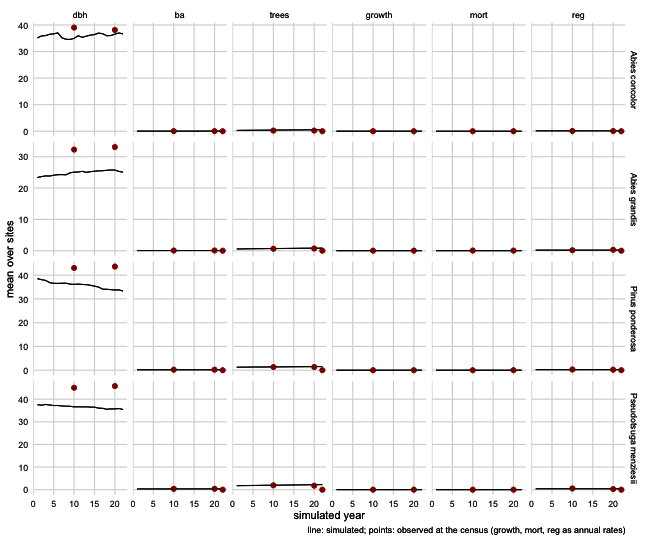 dbh ba trees growth mort reg
40
30
20
10
0
Abies concolor
30
20
10
0
Abies grandis
40
30
20
10
0
Pinus ponderosa
40
30
20
10
0
Pseudotsuga menziesii
mean over sites
0 5 10 15 20 0 5 10 15 20 0 5 10 15 20 0 5 10 15 20 0 5 10 15 20 0 5 10 15 20
simulated year
line: simulated; points: observed at the census (growth, mort, reg as annual rates)